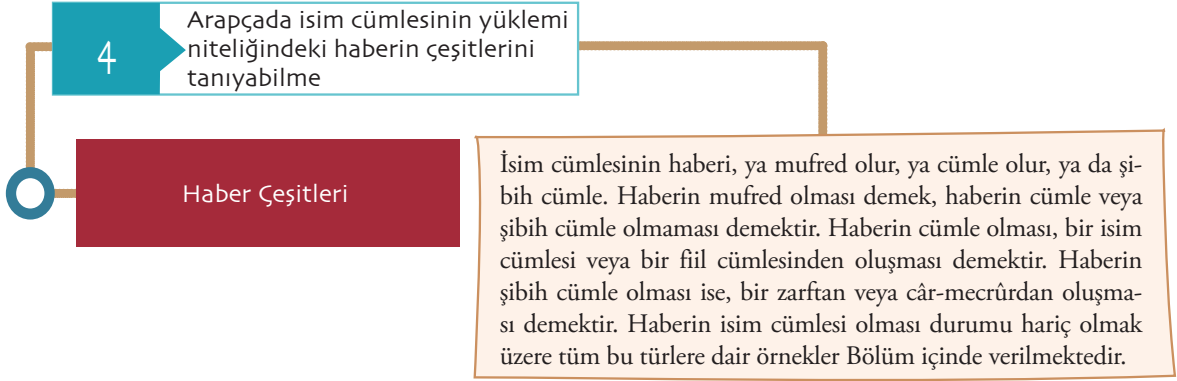 4
Arapçada isim cümlesinin yüklemi
niteliğindeki haberin çeşitlerini
tanıyabilme
Haber Çeşitleri
İsim cümlesinin haberi, ya mufred olur, ya cümle olur, ya da şi-
bih cümle. Haberin mufred olması demek, haberin cümle veya
şibih cümle olmaması demektir. Haberin cümle olması, bir isim
cümlesi veya bir fiil cümlesinden oluşması demektir. Haberin
şibih cümle olması ise, bir zarftan veya câr-mecrûrdan oluşma-
sı demektir. Haberin isim cümlesi olması durumu hariç olmak
üzere tüm bu türlere dair örnekler Bölüm içinde verilmektedir.